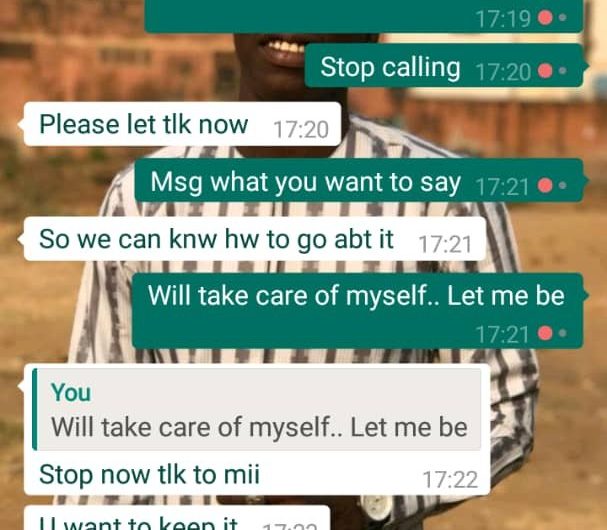 17:19
Stop calling 17:20
Please let tlk now 17:20
Msg what you want to say 17:21
So we can knw hw to go abt it 17:21
Will take care of myself.. Let me be
17:21
You
Will take care of myself.. Let me be
Stop now tlk to mii 17:22
U want to keep it 17:22